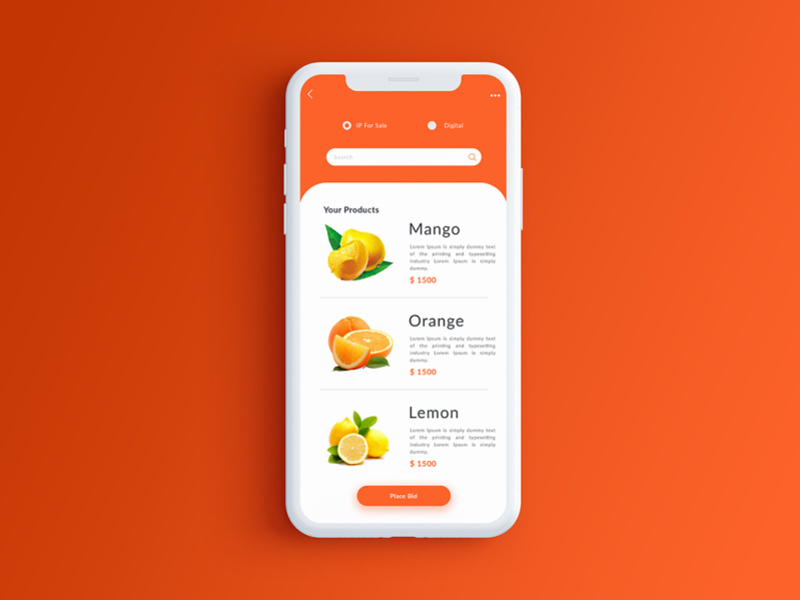 IP For Sale
Digital
Search
Your Products
Mango
Lorem Ipsum is simply dummy text
of the printing and typesetting
industry Lorem Ipsum is simply
dummy.
$ 1500
Orange
Lorem Ipsum is simply dummy text
of the printing and typesetting
industry Lorem Ipsum is simply
dummy.
$ 1500
Lemon
Lorem Ipsum is simply dummy text
of the printing and typesetting
industry Lorem Ipsum is simply
dummy.
$ 1500
Place Bid